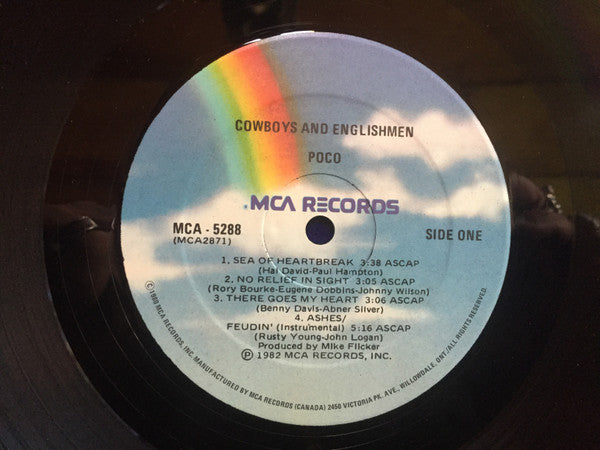 COWBOYS AND ENGLISHMEN
POCO
MCA RECORDS
MCA - 5288
(MCA2871)
SIDE ONE
1. SEA OF HEARTBREAK 3:38 ASCAP
(Hal David-Paul Hampton)
2. NO RELIEF IN SIGHT 3:05 ASCAP
(Rory Bourke-Eugene Dobbins-Johnny Wilson)
3. THERE GOES MY HEART 3:06 ASCAP
(Benny Davis-Abner Silver)
4. ASHES/
FEUDIN' (Instrumental) 5:16 ASCAP
(Rusty Young-John Logan)
Produced by Mike Flicker
Ⓟ 1982 MCA RECORDS, INC.
© 1980 MCA RECORDS, INC. MANUFACTURED BY MCA RECORDS (CANADA) 2450 VICTORIA PK. AVE., WILLOWDALE, ONT./ALL RIGHTS RESERVED.